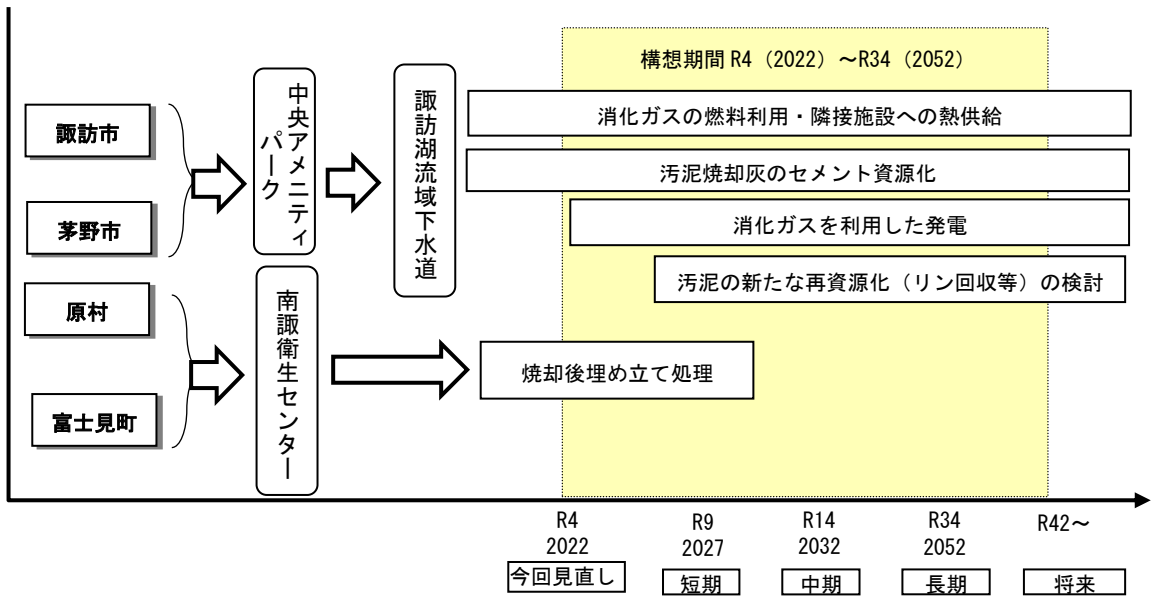 構想期間 R4（2022）～R34（2052）
諏訪市
茅野市
原村
富士見町
中央アメニティ
パーク
南諏衛生センター
諏訪湖流域下水道
消化ガスの燃料利用・隣接施設への熱供給
汚泥焼却灰のセメント資源化
消化ガスを利用した発電
汚泥の新たな再資源化（リン回収等）の検討
焼却後埋め立て処理
R4
2022
今回見直し
R9
2027
短期
R14
2032
中期
R34
2052
長期
R42～
将来